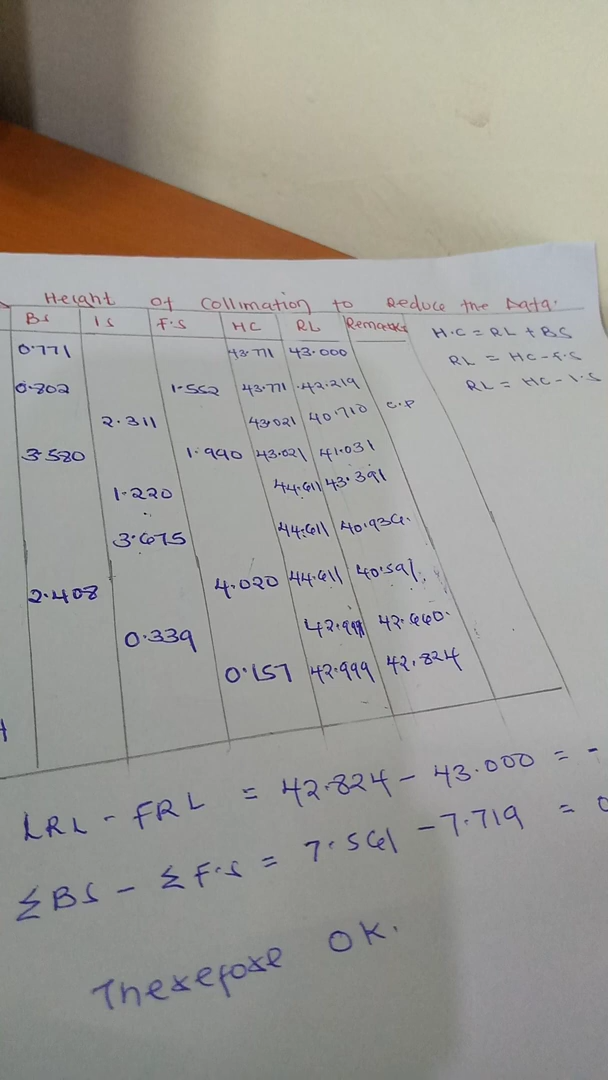 Height of Collimation to Reduce the Data.
BS IS F.S HC RL Remarks
H.C = RL + BS
RL = HC - F.S
RL = HC - I.S
0.771 43.771 43.000
0.802 1.552 43.771 42.219
2.311 43.021 40.710 C.P
3.580 1.990 43.021 41.031
1.220 44.611 43.391
3.675 44.611 40.936.
2.408 4.020 44.611 40.591.
0.339 42.999 42.660.
0.157 42.999 42.824
LRL - FRL = 42.824 - 43.000 = -
ΣBS - ΣF.S = 7.561 - 7.719 = 0
Therefore OK.